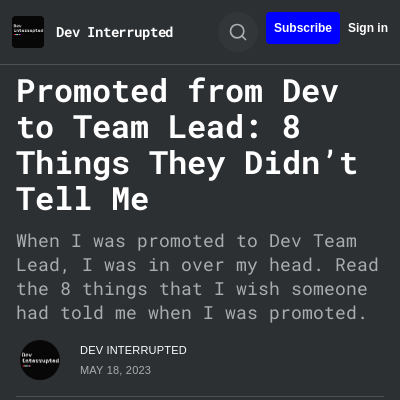 Dev Interrupted
Subscribe
Sign in
Promoted from Dev
to Team Lead: 8
Things They Didn’t
Tell Me
When I was promoted to Dev Team
Lead, I was in over my head. Read
the 8 things that I wish someone
had told me when I was promoted.
Dev
Interrupted
DEV INTERRUPTED
MAY 18, 2023